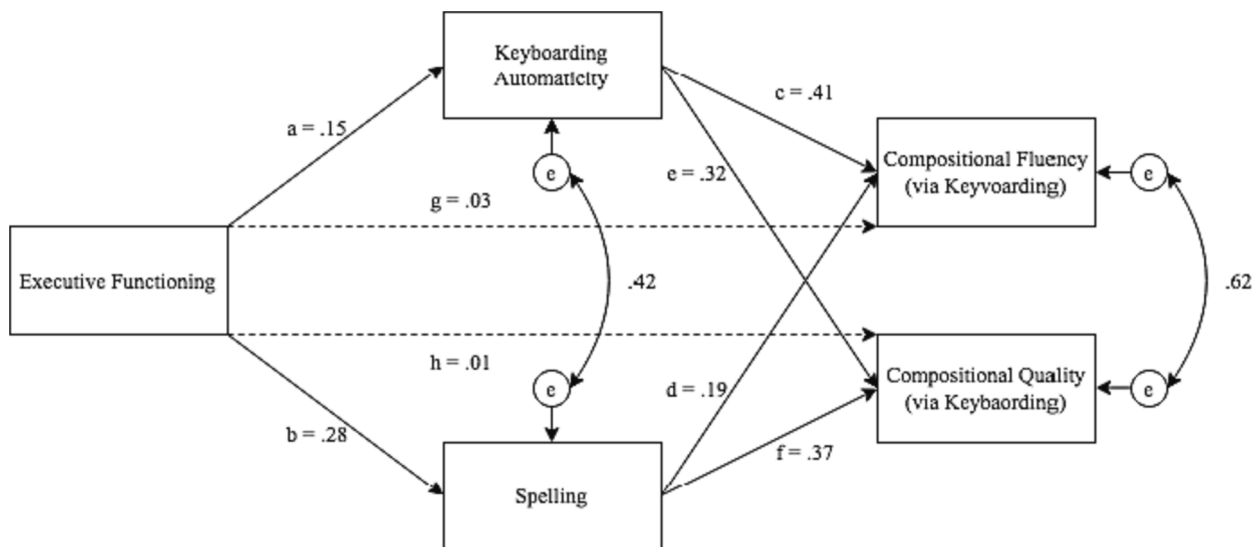 Keyboarding
Automaticity
a = .15
c = .41
e
e = .32
Compositional Fluency
(via Keyvoarding)
e
g = .03
Executive Functioning
.42
.62
h = .01
e
d = .19
Compositional Quality
(via Keybaording)
e
b = .28
f = .37
Spelling